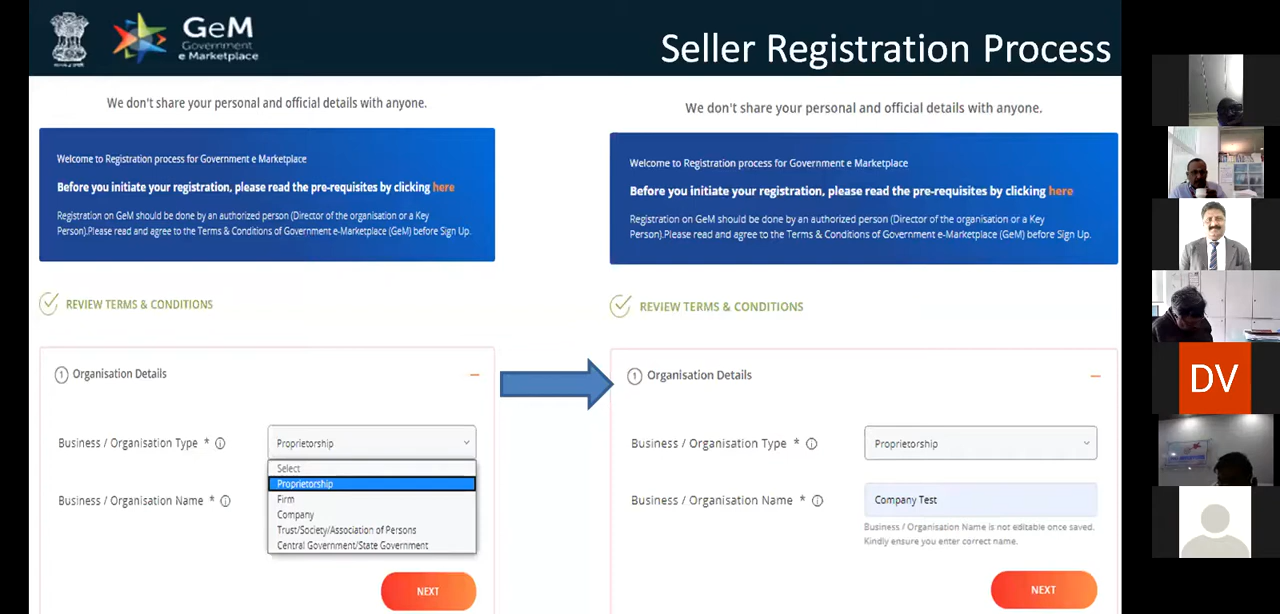 GeM
Government
e Marketplace
Seller Registration Process
We don't share your personal and official details with anyone.
Welcome to Registration process for Government e Marketplace
Before you initiate your registration, please read the pre-requisites by clicking here
Registration on GeM should be done by an authorized person (Director of the organisation or a Key
Person).Please read and agree to the Terms & Conditions of Government e-Marketplace (GeM) before Sign Up.
REVIEW TERMS & CONDITIONS
1 Organisation Details
Business / Organisation Type *
Proprietorship
Select
Proprietorship
Firm
Company
Trust/Society/Association of Persons
Central Government/State Government
Business / Organisation Name *
NEXT
We don't share your personal and official details with anyone.
Welcome to Registration process for Government e Marketplace
Before you initiate your registration, please read the pre-requisites by clicking here
Registration on GeM should be done by an authorized person (Director of the organisation or a Key
Person).Please read and agree to the Terms & Conditions of Government e-Marketplace (GeM) before Sign Up.
REVIEW TERMS & CONDITIONS
1 Organisation Details
Business / Organisation Type *
Proprietorship
Business / Organisation Name *
Company Test
Business / Organisation Name is not editable once saved.
Kindly ensure you enter correct name.
NEXT
DV